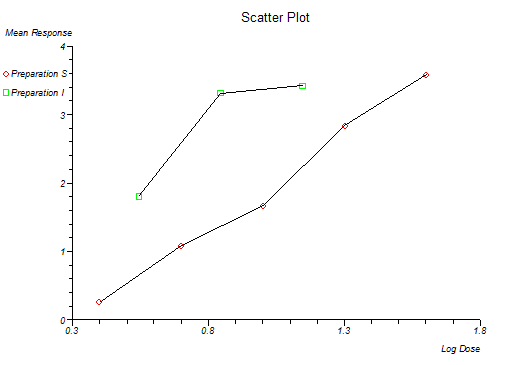 Scatter Plot
Mean Response
4
Preparation S
Preparation I
3
2
1
0
0.3 0.8 1.3 1.8
Log Dose